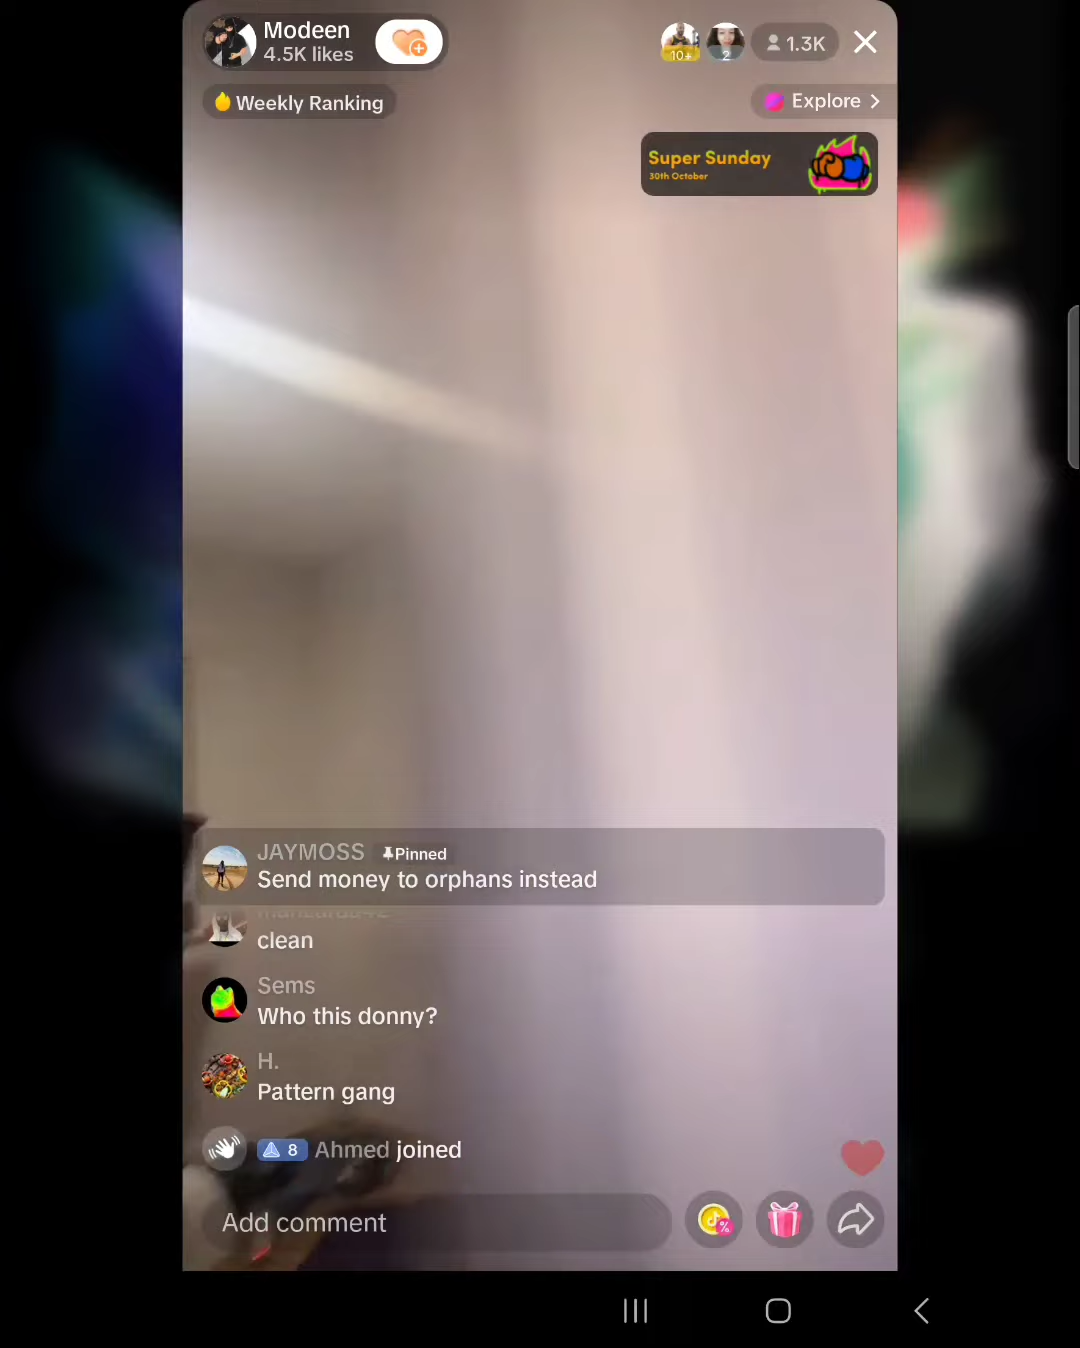 Modeen
4.5K likes
10+
2
1.3K
Weekly Ranking
Explore
Super Sunday
30th October
JAYMOSS Pinned
Send money to orphans instead
clean
Sems
Who this donny?
H.
Pattern gang
8 Ahmed joined
Add comment
%